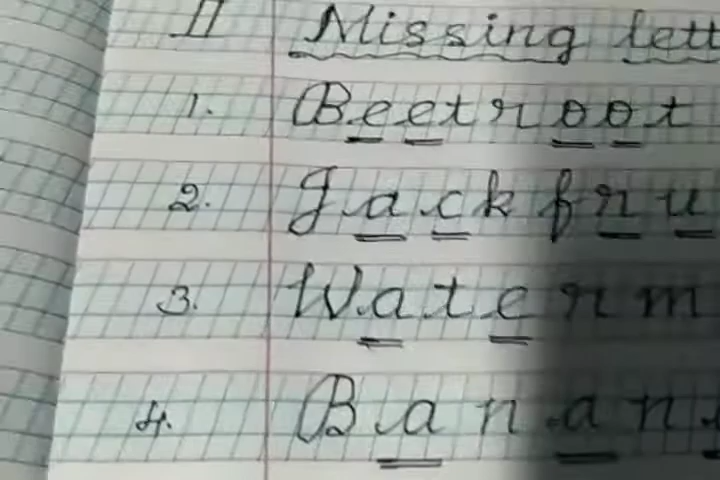 II Missing lett
1. Beetroot
2. Jackfru
3. Waterm
4. Banan